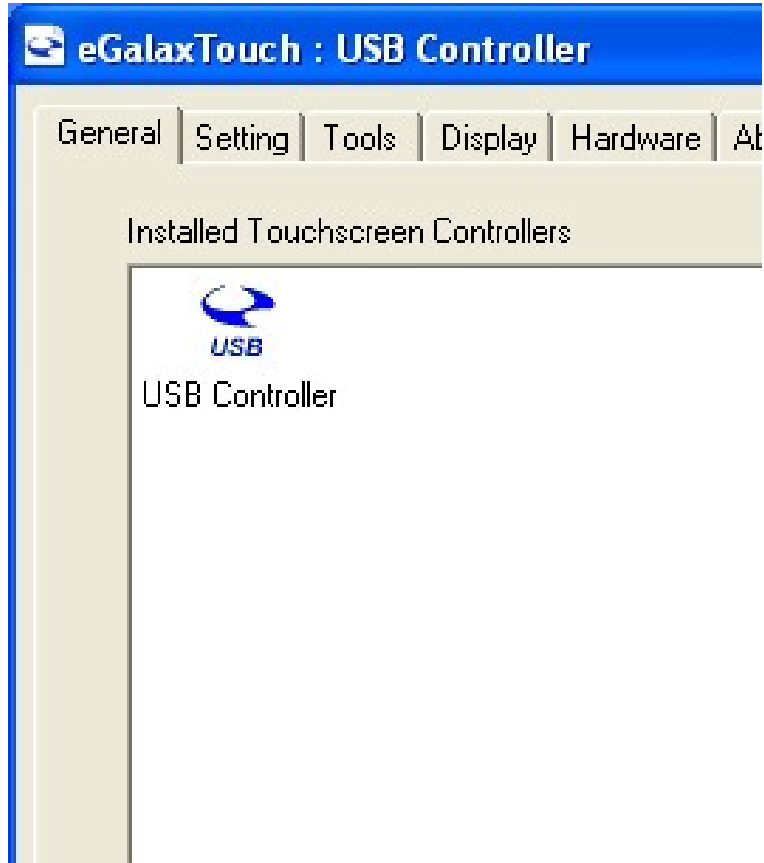 eGalaxTouch : USB Controller
General Setting Tools Display Hardware
Installed Touchscreen Controllers
USB
USB Controller